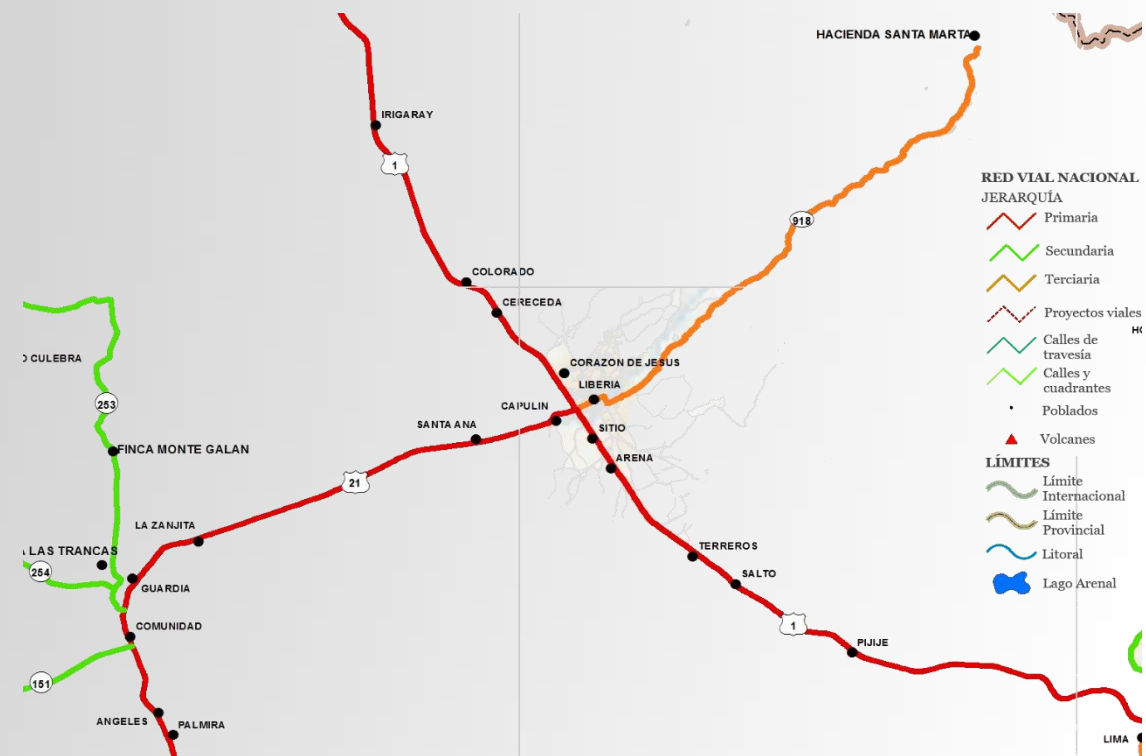 HACIENDA SANTA MARTA
IRIGARAY
1
918
COLORADO
CERECEDA
O CULEBRA
CORAZON DE JESUS
LIBERIA
253
CAPULIN
SANTA ANA
SITIO
FINCA MONTE GALAN
ARENA
21
LA ZANJITA
A LAS TRANCAS
254
GUARDIA
TERREROS
SALTO
COMUNIDAD
1
PIJIJE
151
ANGELES
PALMIRA
LIMA
RED VIAL NACIONAL
JERARQUÍA
Primaria
Secundaria
Terciaria
Proyectos viales
HO
Calles de
travesía
Calles y
cuadrantes
Poblados
Volcanes
LÍMITES
Límite
Internacional
Límite
Provincial
Litoral
Lago Arenal